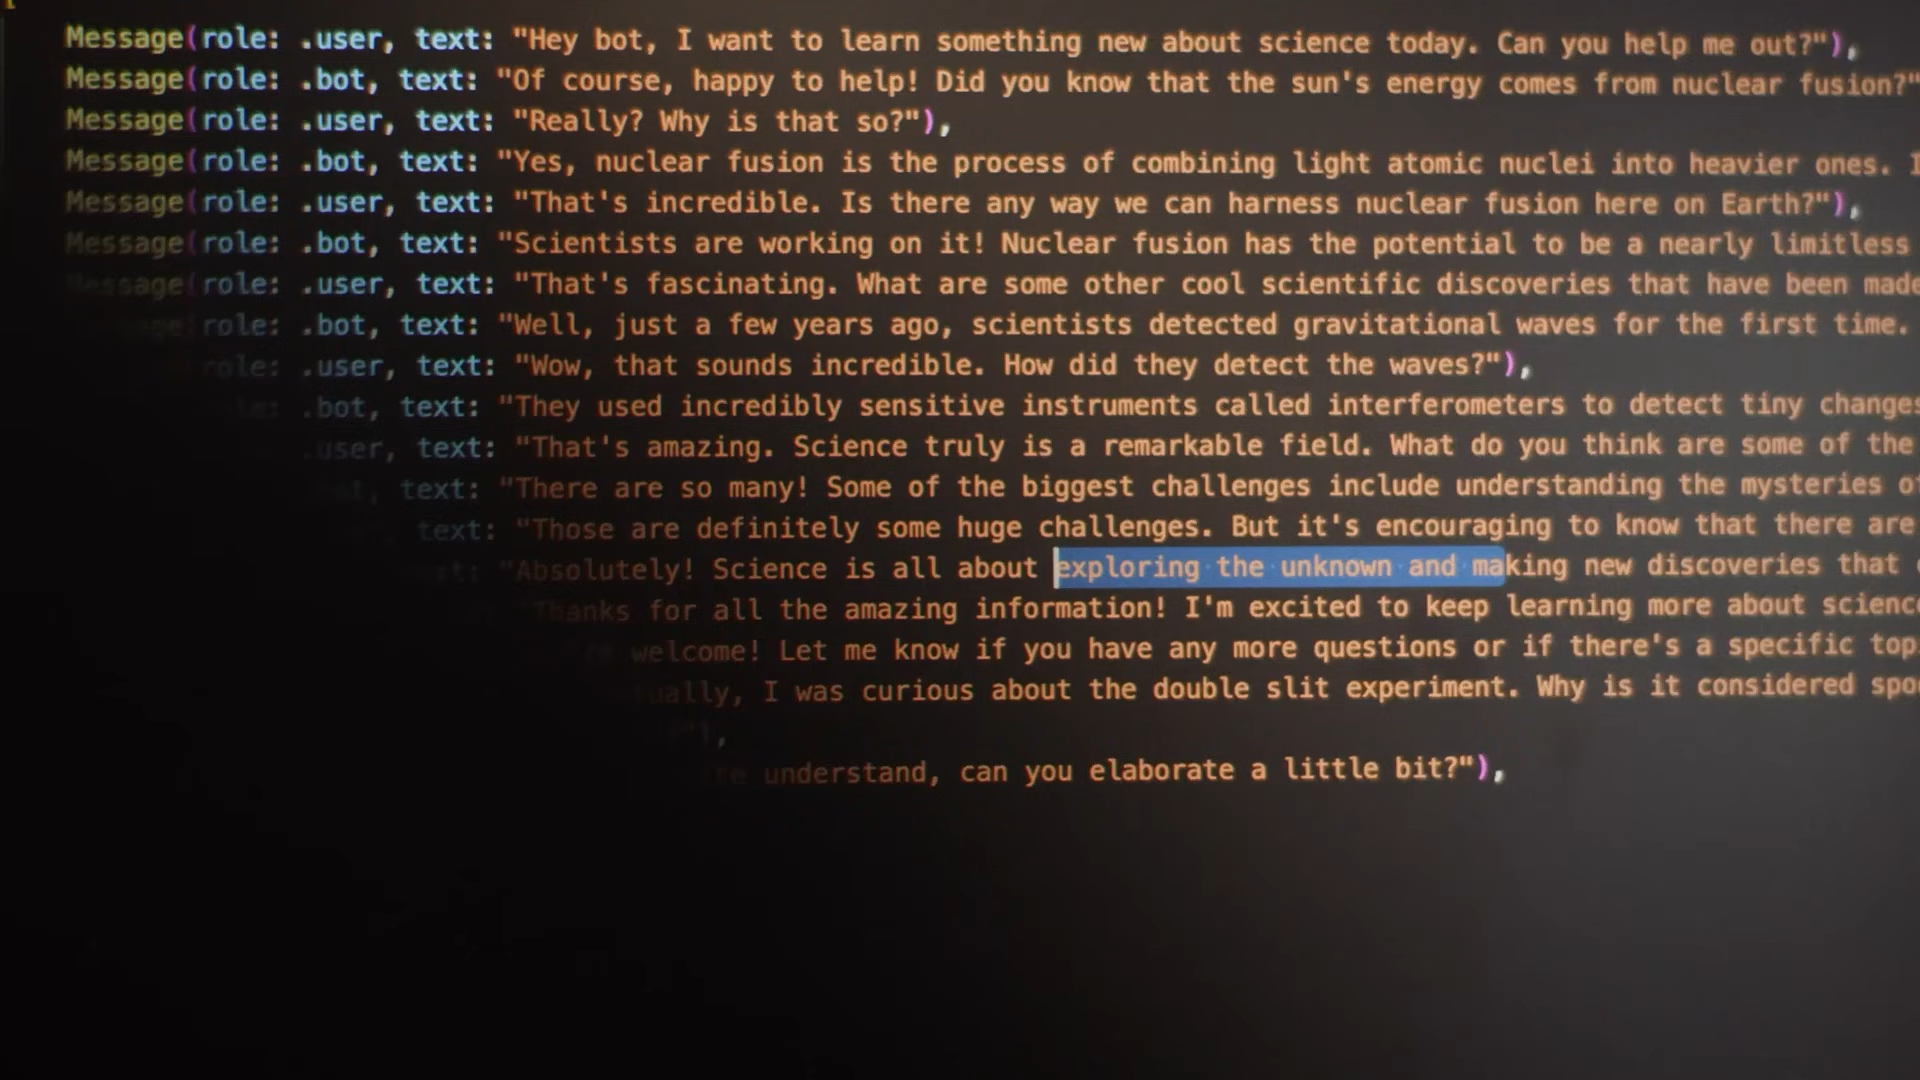 Message(role: .user, text: "Hey bot, I want to learn something new about science today. Can you help me out?"),
Message(role: .bot, text: "Of course, happy to help! Did you know that the sun's energy comes from nuclear fusion?"
Message(role: .user, text: "Really? Why is that so?"),
Message(role: .bot, text: "Yes, nuclear fusion is the process of combining light atomic nuclei into heavier ones.
Message(role: .user, text: "That's incredible. Is there any way we can harness nuclear fusion here on Earth?"),
Message(role: .bot, text: "Scientists are working on it! Nuclear fusion has the potential to be a nearly limitless
Message(role: .user, text: "That's fascinating. What are some other cool scientific discoveries that have been made
Message(role: .bot, text: "Well, just a few years ago, scientists detected gravitational waves for the first time.
role: .user, text: "Wow, that sounds incredible. How did they detect the waves?"),
.bot, text: "They used incredibly sensitive instruments called interferometers to detect tiny changes
.user, text: "That's amazing. Science truly is a remarkable field. What do you think are some of the
text: "There are so many! Some of the biggest challenges include understanding the mysteries of
text: "Those are definitely some huge challenges. But it's encouraging to know that there are
"Absolutely! Science is all about exploring the unknown and making new discoveries that
"Thanks for all the amazing information! I'm excited to keep learning more about science
welcome! Let me know if you have any more questions or if there's a specific
I was curious about the double slit experiment. Why is it considered
"),
understand, can you elaborate a little bit?"),